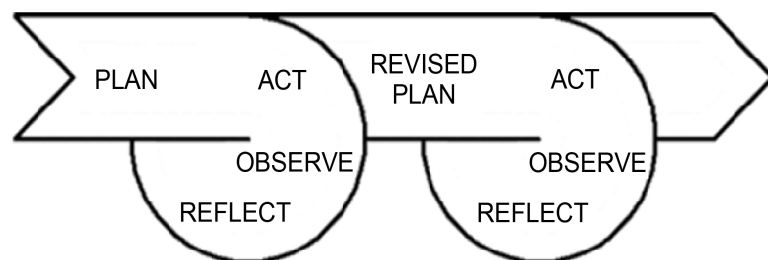 PLAN
ACT
OBSERVE
REFLECT
REVISED
PLAN
ACT
OBSERVE
REFLECT